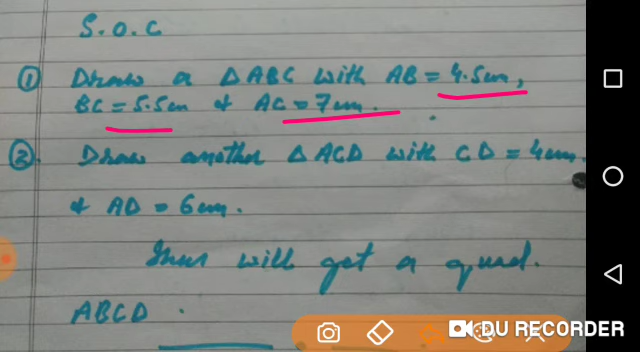 S.O.C
① Draw a △ABC with AB = 4.5cm,
BC = 5.5cm & AC = 7cm.
②. Draw another △ACD with CD = 4cm.
& AD = 6cm.
Thus will get a quad.
ABCD.
DU RECORDER